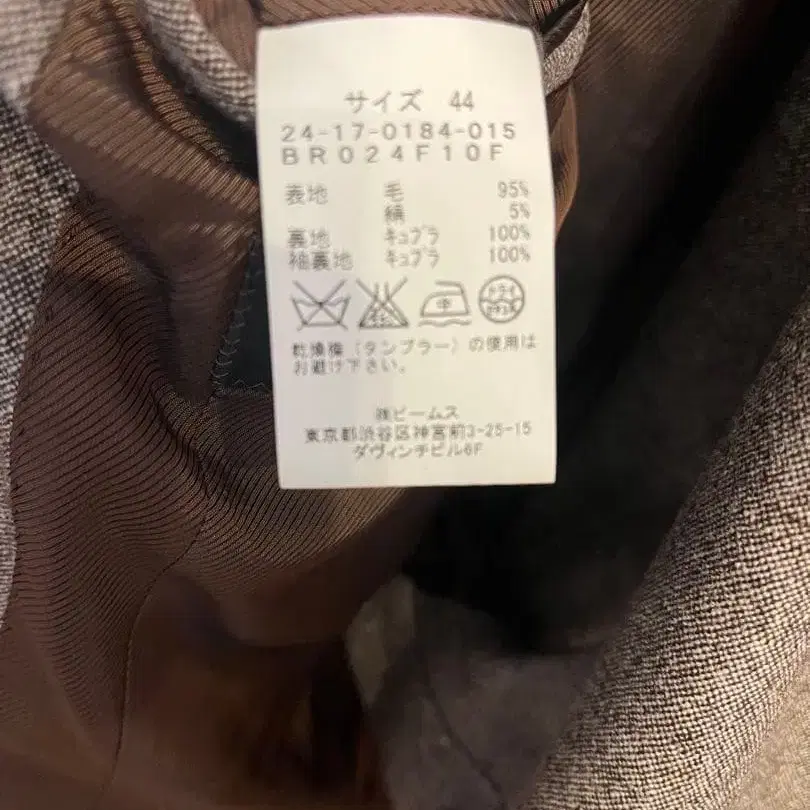 サイズ 44
24-17-0184-015
BR024F10F
表地 毛 95%
絹 5%
裏地 キュプラ 100%
袖裏地 キュプラ 100%
ドライ
乾燥機(タンブラー)の使用は
お避け下さい。
㈱ビームス
東京都渋谷区神宮前3-25-15
ダヴィンチビル6F